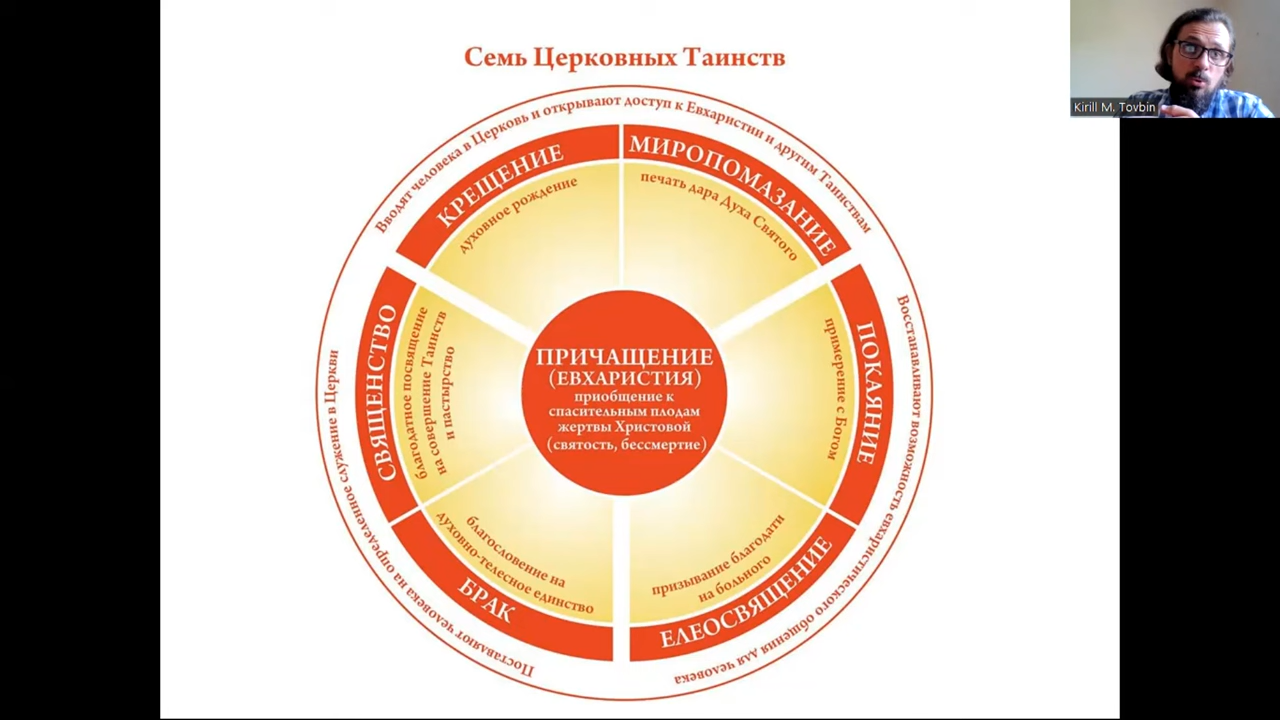 Семь Церковных Таинств
Kirill M. Tovbin
Вводят человека в Церковь и открывают доступ к Евхаристии и другим Таинствам
КРЕЩЕНИЕ
духовное рождение
МИРОПОМАЗАНИЕ
печать дара Духа Святого
Восстанавливают возможность евхаристического общения для человека
ПОКАЯНИЕ
примирение с Богом
ЕЛЕОСВЯЩЕНИЕ
призывание благодати
на больного
Поставляют человека на определенное служение в Церкви
БРАК
благословение на
духовно-телесное единство
СВЯЩЕНСТВО
благодатное посвящение
на совершение Таинств
и пастырство
ПРИЧАЩЕНИЕ
(ЕВХАРИСТИЯ)
приобщение к
спасительным плодам
жертвы Христовой
(святость, бессмертие)